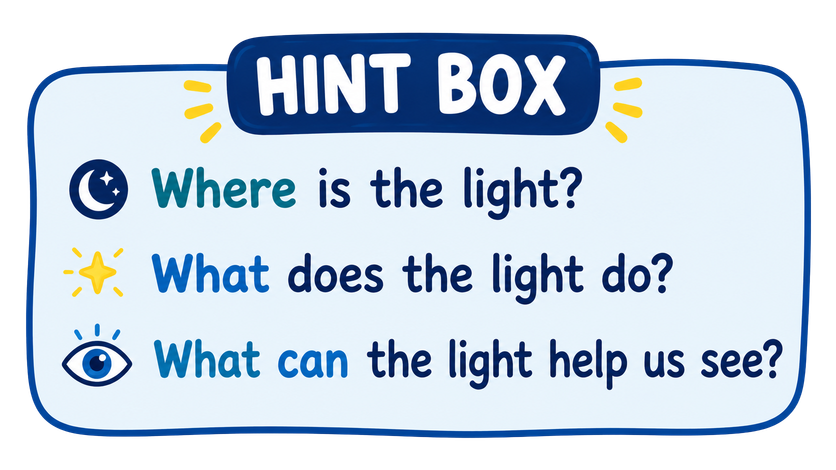 HINT BOX
Where is the light?
What does the light do?
What can the light help us see?